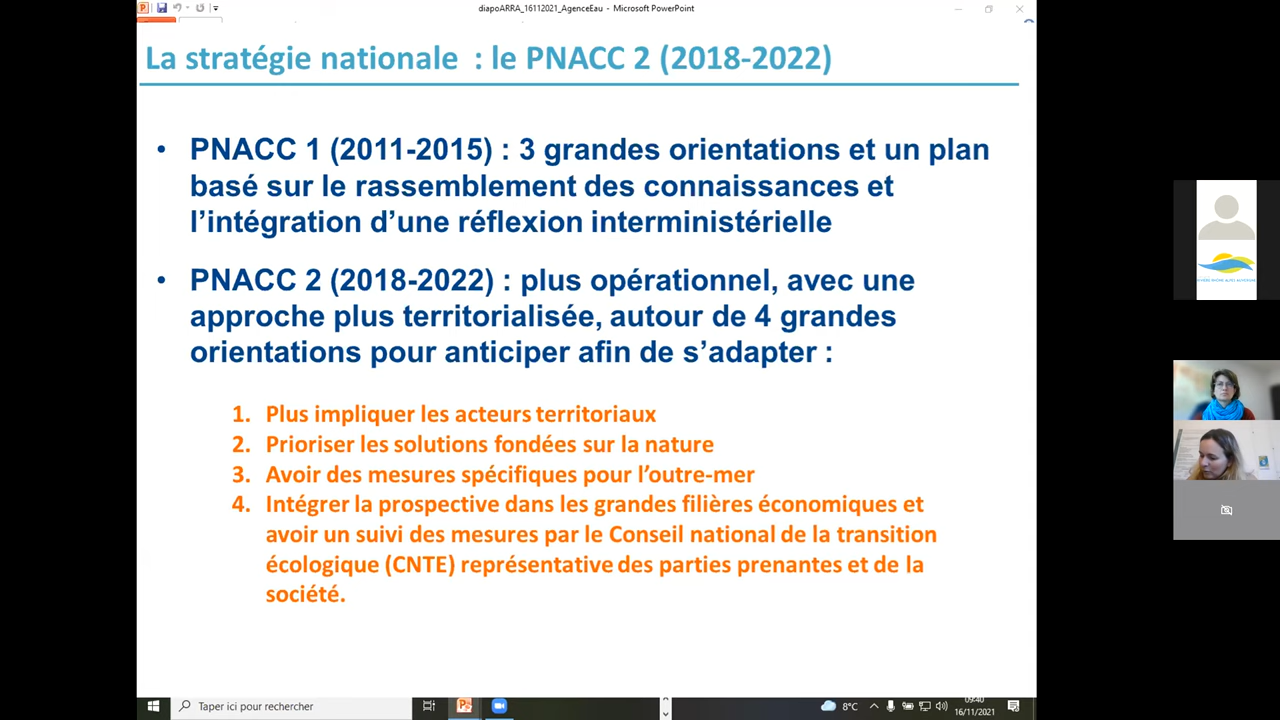 diapoARRA_16112021_AgenceEau - Microsoft PowerPoint
La stratégie nationale : le PNACC 2 (2018-2022)
• PNACC 1 (2011-2015) : 3 grandes orientations et un plan
basé sur le rassemblement des connaissances et
l’intégration d’une réflexion interministérielle
• PNACC 2 (2018-2022) : plus opérationnel, avec une
approche plus territorialisée, autour de 4 grandes
orientations pour anticiper afin de s’adapter :
1. Plus impliquer les acteurs territoriaux
2. Prioriser les solutions fondées sur la nature
3. Avoir des mesures spécifiques pour l’outre-mer
4. Intégrer la prospective dans les grandes filières économiques et
avoir un suivi des mesures par le Conseil national de la transition
écologique (CNTE) représentative des parties prenantes et de la
société.
Taper ici pour rechercher
8°C
09:40
16/11/2021